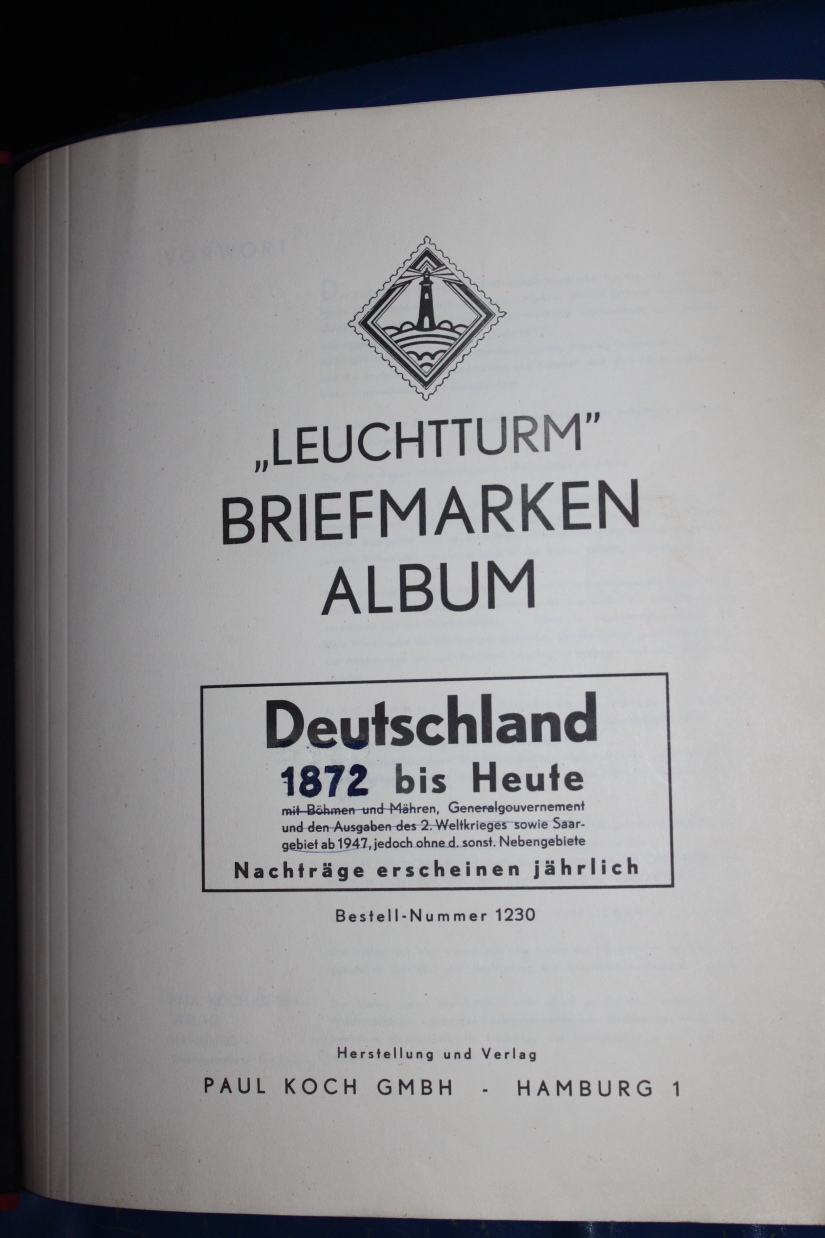 „LEUCHTTURM”
BRIEFMARKEN
ALBUM
Deutschland
1872 bis Heute
mit Böhmen und Mähren, Generalgouvernement
und den Ausgaben des 2. Weltkrieges sowie Saar-
gebiet ab 1947, jedoch ohne d. sonst. Nebengebiete
Nachträge erscheinen jährlich
Bestell-Nummer 1230
Herstellung und Verlag
PAUL KOCH GMBH - HAMBURG 1